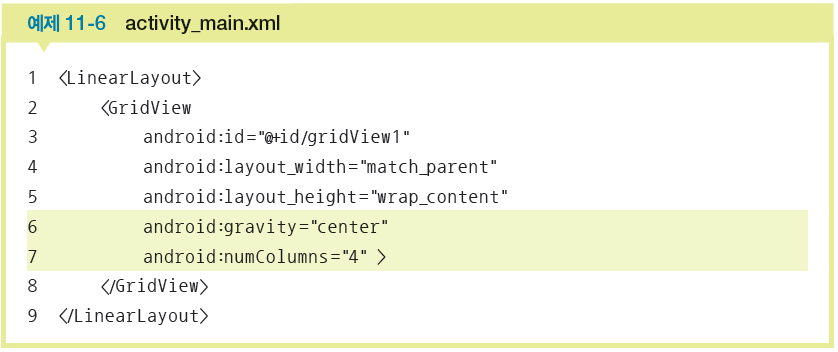 예제 11-6 activity_main.xml
1 <LinearLayout>
2 <GridView
3 android:id="@+id/gridView1"
4 android:layout_width="match_parent"
5 android:layout_height="wrap_content"
6 android:gravity="center"
7 android:numColumns="4" >
8 </GridView>
9 </LinearLayout>